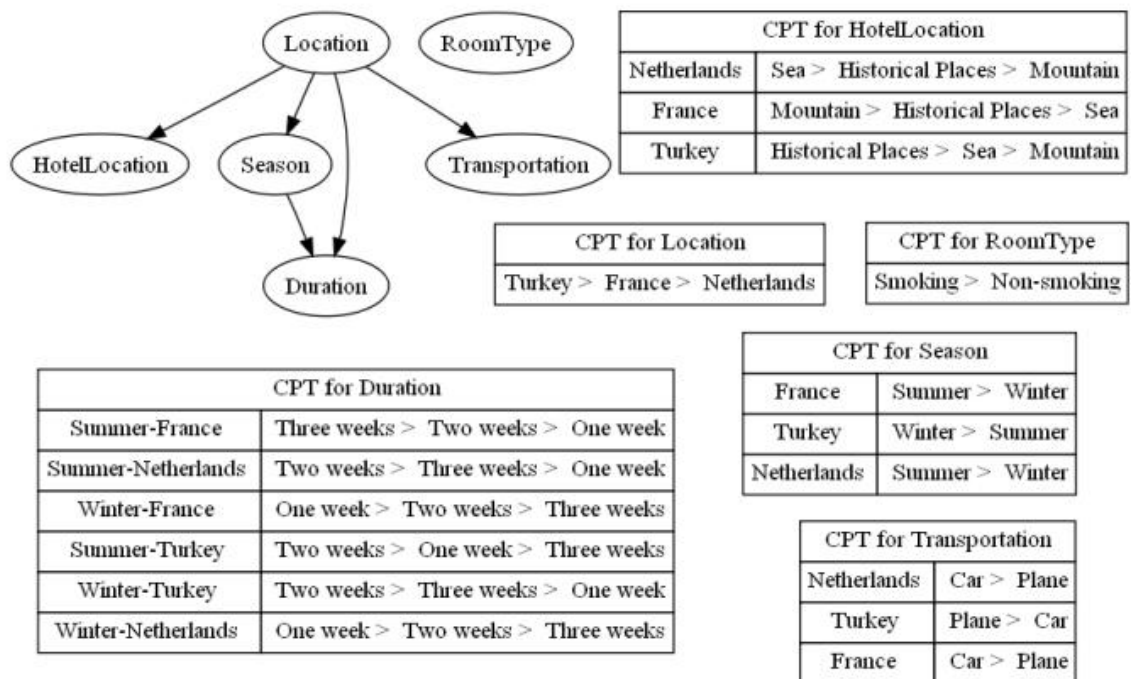 Location
RoomType
HotelLocation
Season
Transportation
Duration
CPT for HotelLocation
Netherlands Sea > Historical Places > Mountain
France Mountain > Historical Places > Sea
Turkey Historical Places > Sea > Mountain
CPT for Location
Turkey > France > Netherlands
CPT for RoomType
Smoking > Non-smoking
CPT for Duration
Summer-France Three weeks > Two weeks > One week
Summer-Netherlands Two weeks > Three weeks > One week
Winter-France One week > Two weeks > Three weeks
Summer-Turkey Two weeks > One week > Three weeks
Winter-Turkey Two weeks > Three weeks > One week
Winter-Netherlands One week > Two weeks > Three weeks
CPT for Season
France Summer > Winter
Turkey Winter > Summer
Netherlands Summer > Winter
CPT for Transportation
Netherlands Car > Plane
Turkey Plane > Car
France Car > Plane